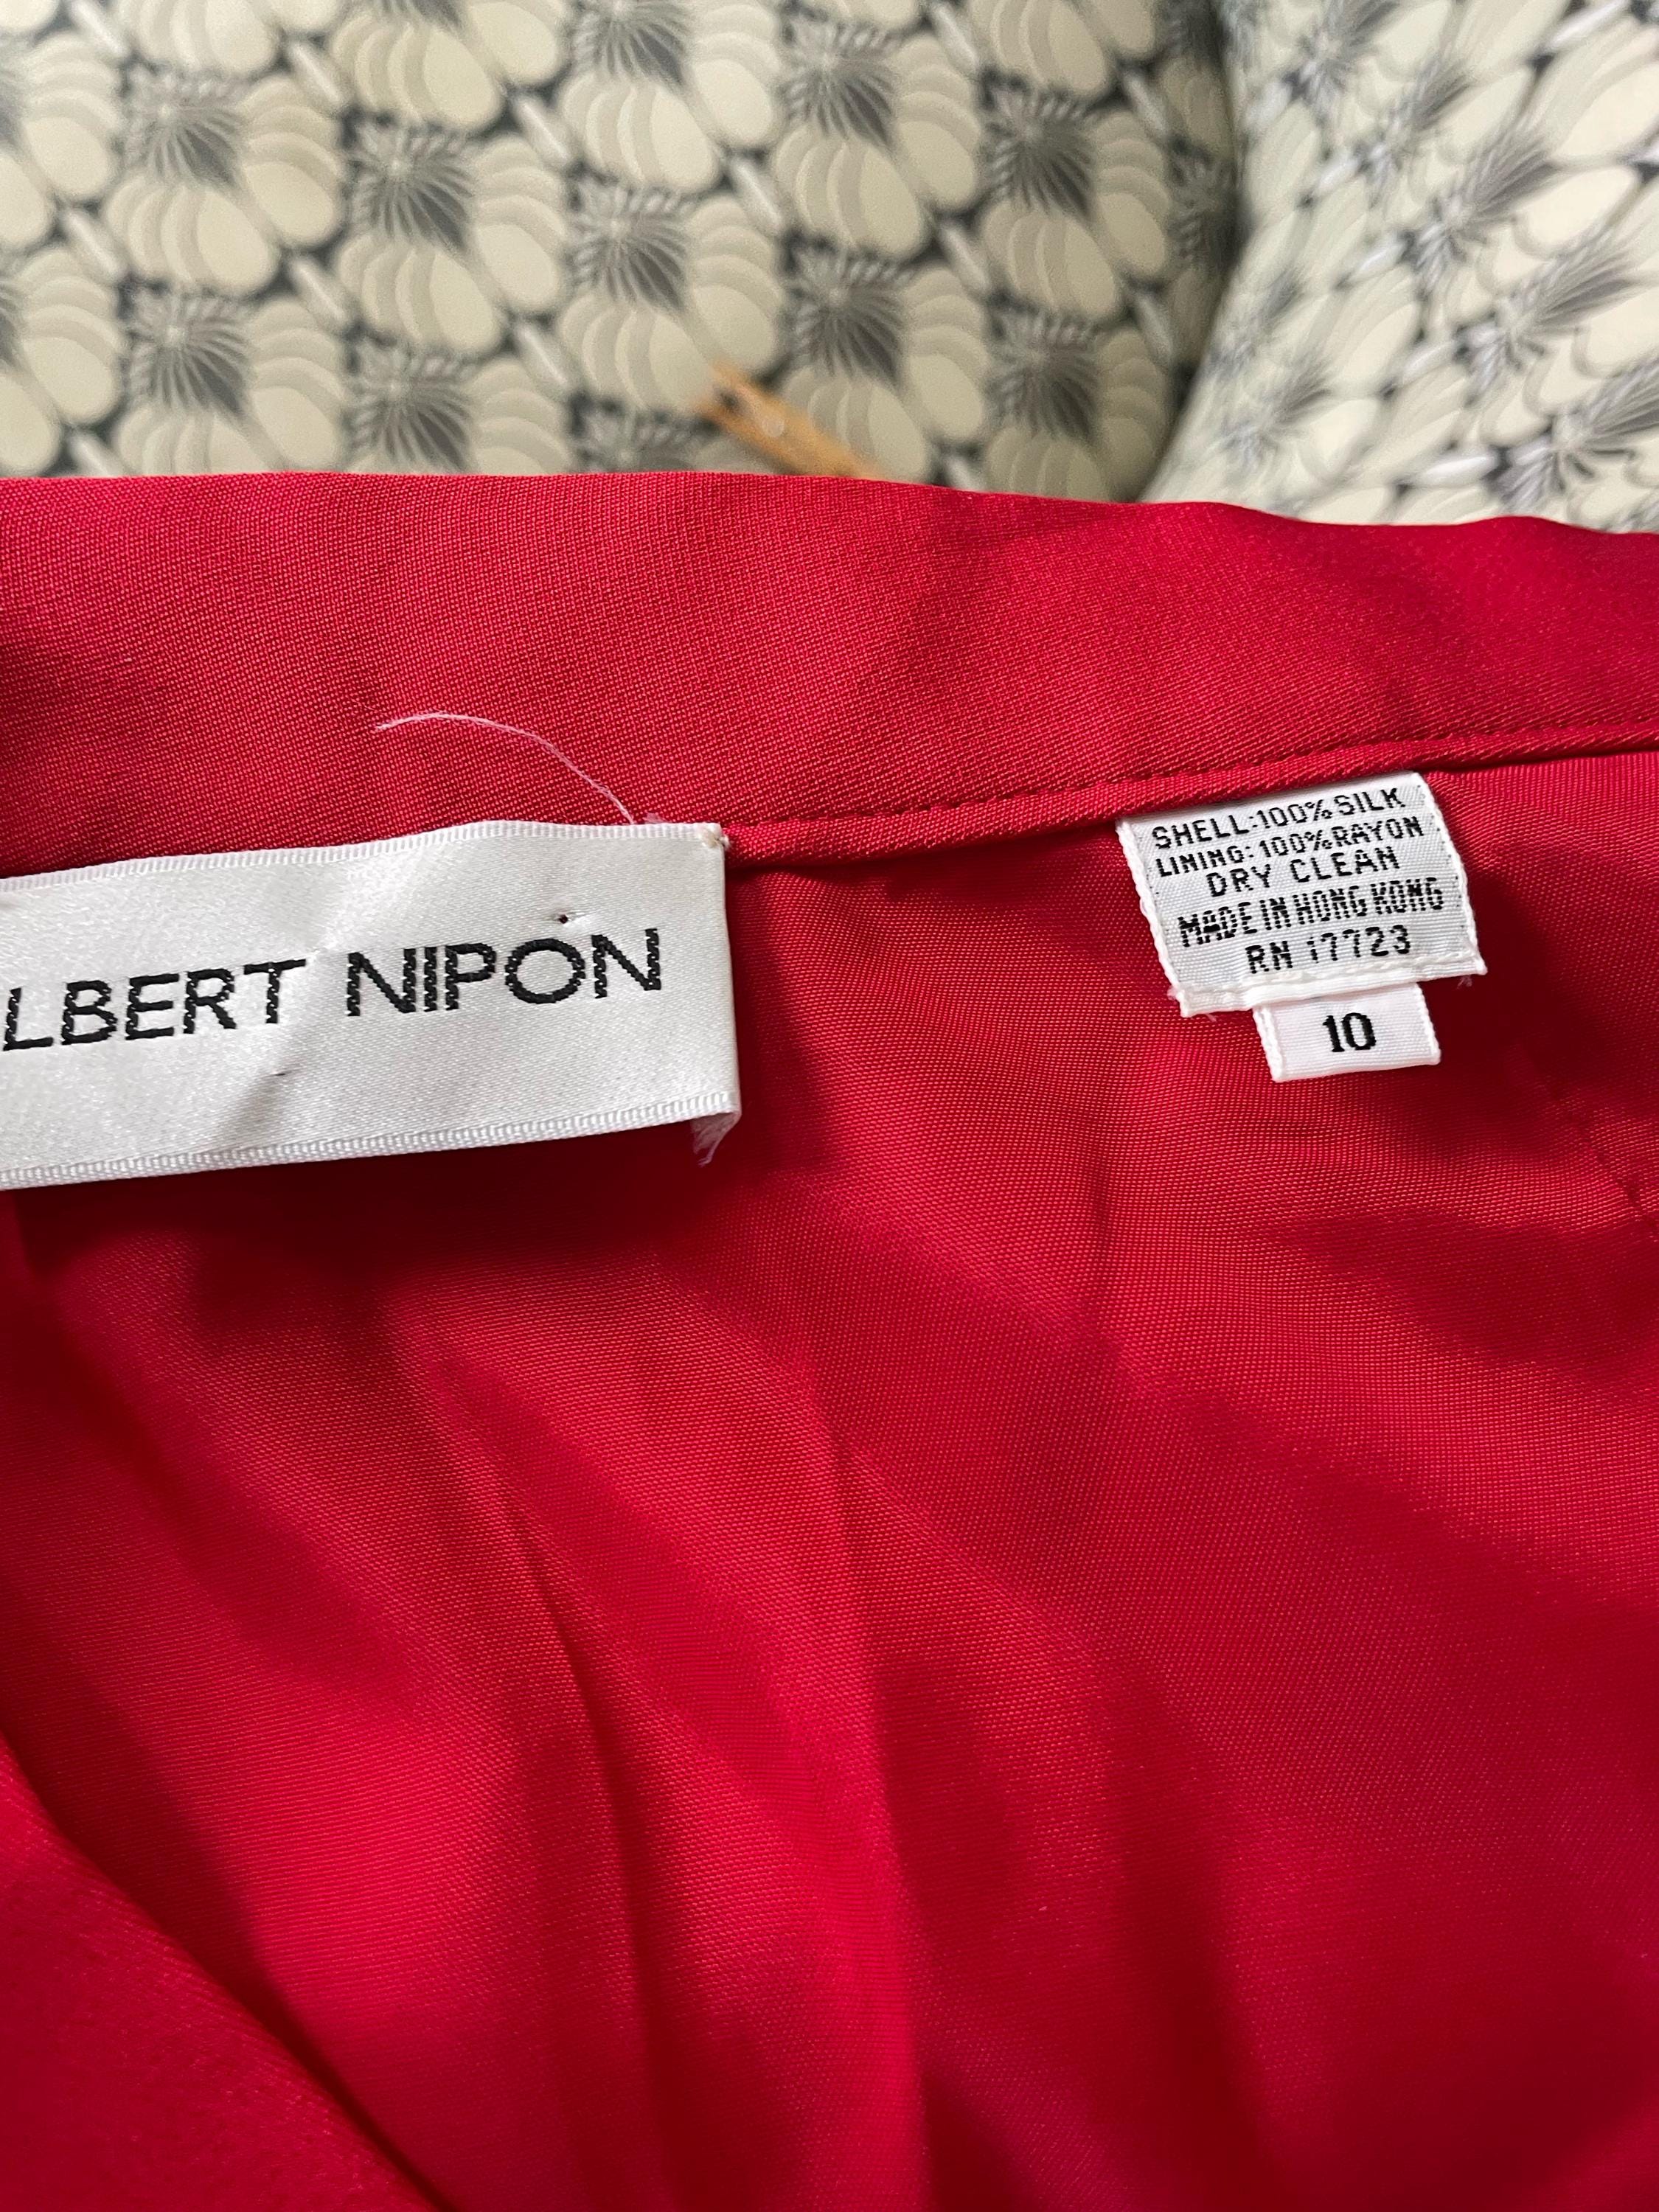 LBERT NIPON
SHELL:100% SILK
LINING: 100% RAYON
DRY CLEAN
MADE IN HONG KONG
RN 17723
10